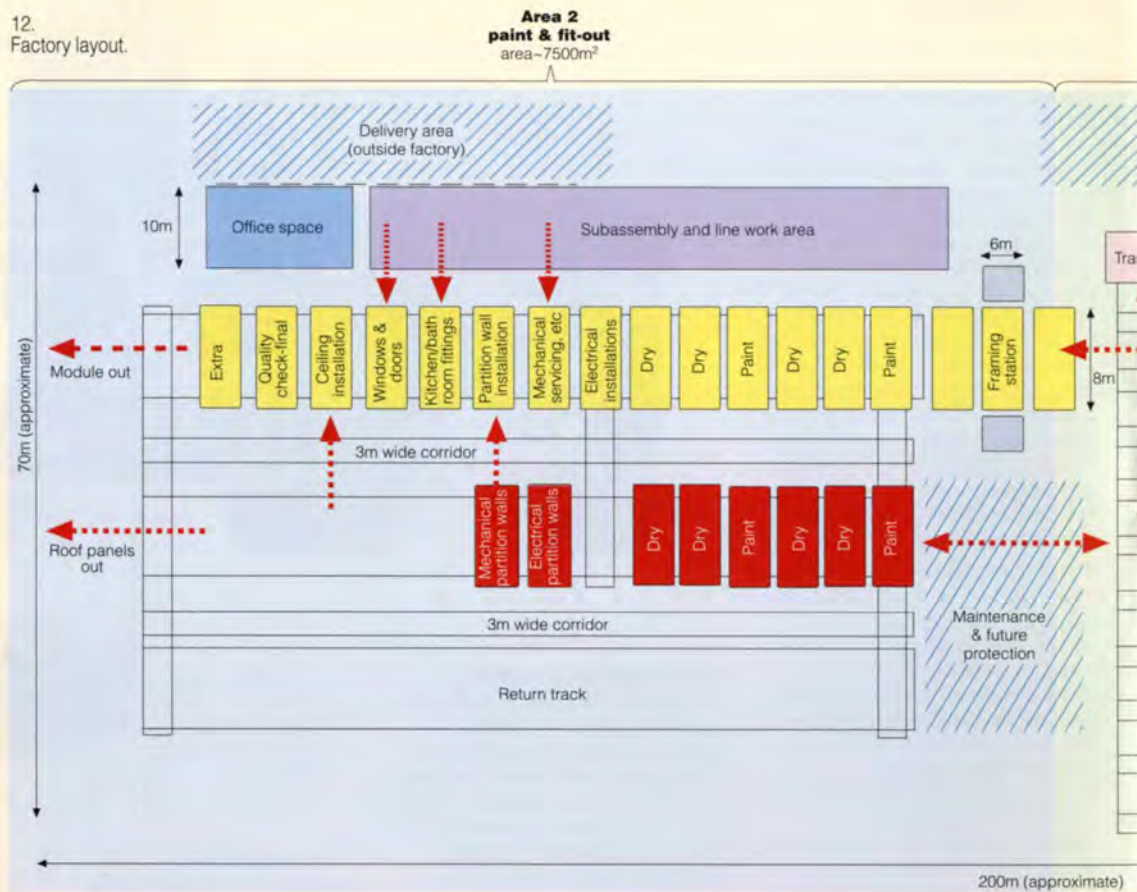 12.
Factory layout.
Area 2
paint & fit-out
area~7500m²
Delivery area
(outside factory).
10m
Office space
Subassembly and line work area
6m
Module out
Extra
Quality
check-final
Ceiling
installation
Windows &
doors
Kitchen/bath
room fittings
Partition wall
installation
Mechanical
servicing, etc
Electrical
installations
Dry
Dry
Paint
Dry
Dry
Paint
Framing
station
8m
70m (approximate)
3m wide corridor
Roof panels
out
Mechanical
partition walls
Electrical
partition walls
Dry
Dry
Paint
Dry
Dry
Paint
Maintenance
& future
protection
3m wide corridor
Return track
200m (approximate)